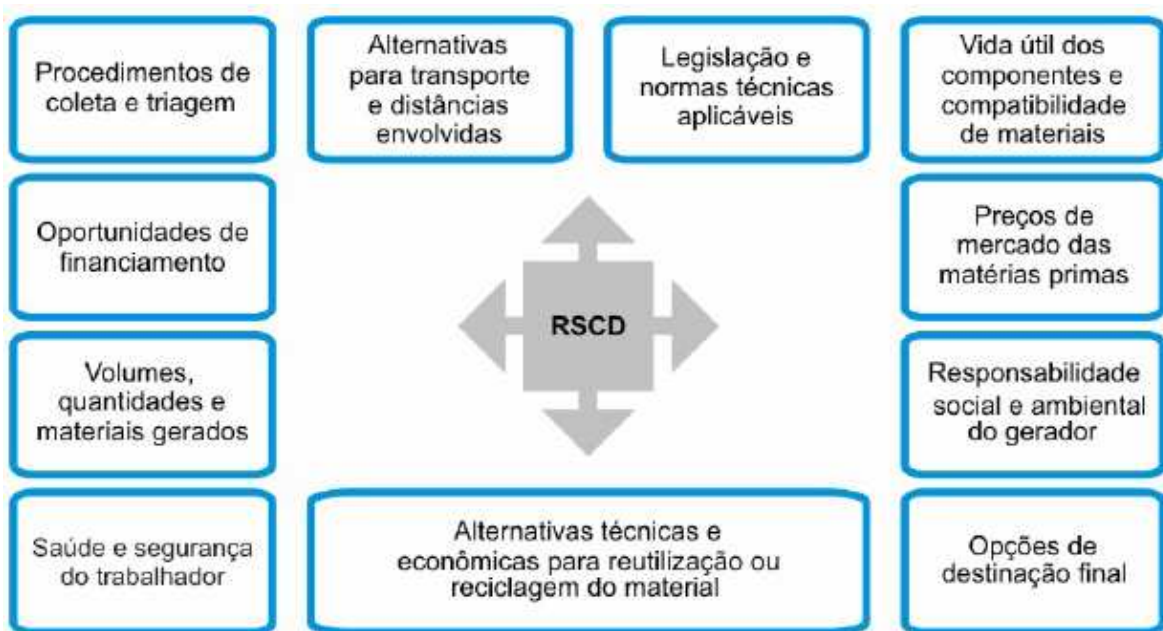 Procedimentos de
coleta e triagem
Alternativas
para transporte
e distâncias
envolvidas
Legislação e
normas técnicas
aplicáveis
Vida útil dos
componentes e
compatibilidade
de materiais
Oportunidades de
financiamento
Preços de
mercado das
matérias primas
RSCD
Volumes,
quantidades e
materiais gerados
Responsabilidade
social e ambiental
do gerador
Saúde e segurança
do trabalhador
Alternativas técnicas e
econômicas para reutilização ou
reciclagem do material
Opções de
destinação final